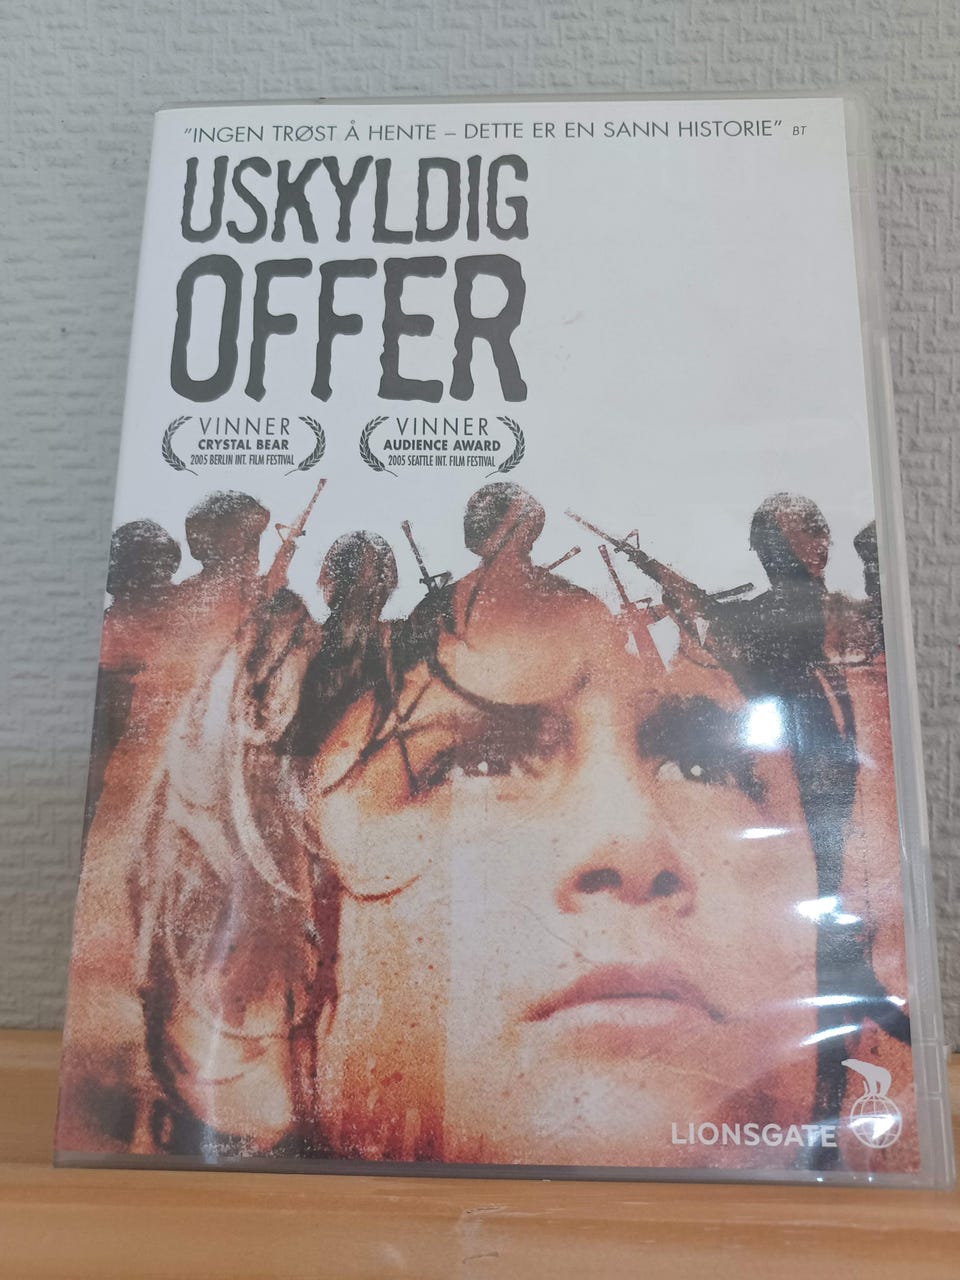 "INGEN TRØST Å HENTE – DETTE ER EN SANN HISTORIE" BT
USKYLDIG
OFFER
VINNER
CRYSTAL BEAR
2005 BERLIN INT. FILM FESTIVAL
VINNER
AUDIENCE AWARD
2005 SEATTLE INT. FILM FESTIVAL
LIONSGATE